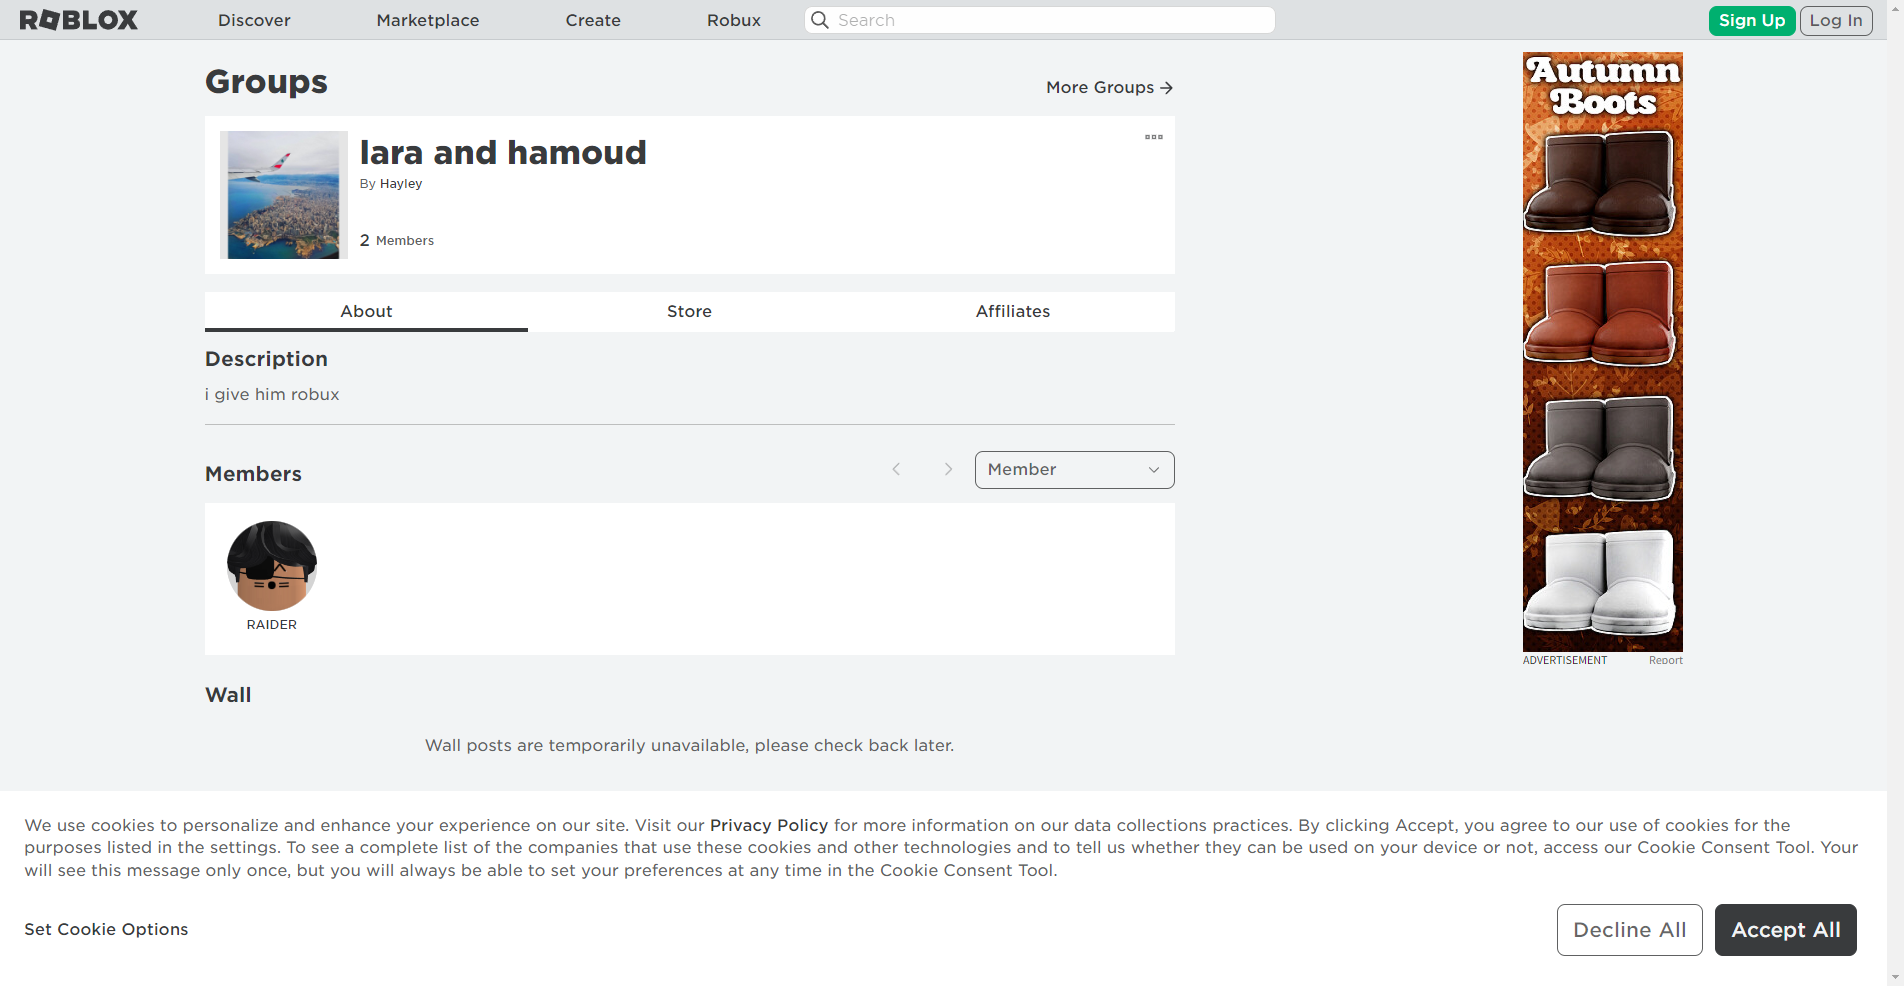 ROBLOX
Discover
Marketplace
Create
Robux
Search
Sign Up
Log In
Groups
More Groups
lara and hamoud
By Hayley
2 Members
About
Store
Affiliates
Description
i give him robux
Members
Member
RAIDER
Wall
Wall posts are temporarily unavailable, please check back later.
Autumn
Boots
ADVERTISEMENT
Report
We use cookies to personalize and enhance your experience on our site. Visit our Privacy Policy for more information on our data collections practices. By clicking Accept, you agree to our use of cookies for the
purposes listed in the settings. To see a complete list of the companies that use these cookies and other technologies and to tell us whether they can be used on your device or not, access our Cookie Consent Tool. Your
will see this message only once, but you will always be able to set your preferences at any time in the Cookie Consent Tool.
Set Cookie Options
Decline All
Accept All